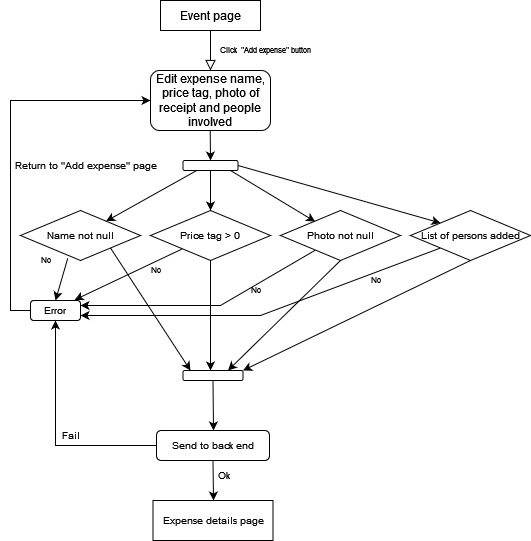 Event page
Click "Add expense" button
Edit expense name,
price tag, photo of
receipt and people
involved
Return to "Add expense" page
Name not null
Price tag > 0
Photo not null
List of persons added
No
No
No
No
Error
Fail
Send to back end
Ok
Expense details page